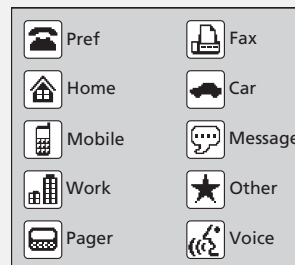 Pref
Fax
Home
Car
Mobile
Message
Work
Other
Pager
Voice